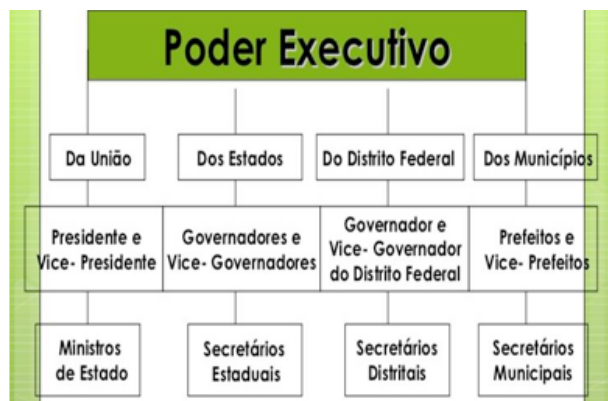 Poder Executivo
Da União
Dos Estados
Do Distrito Federal
Dos Municípios
Presidente e
Vice- Presidente
Governadores e
Vice- Governadores
Governador e
Vice- Governador
do Distrito Federal
Prefeitos e
Vice- Prefeitos
Ministros
de Estado
Secretários
Estaduais
Secretários
Distritais
Secretários
Municipais